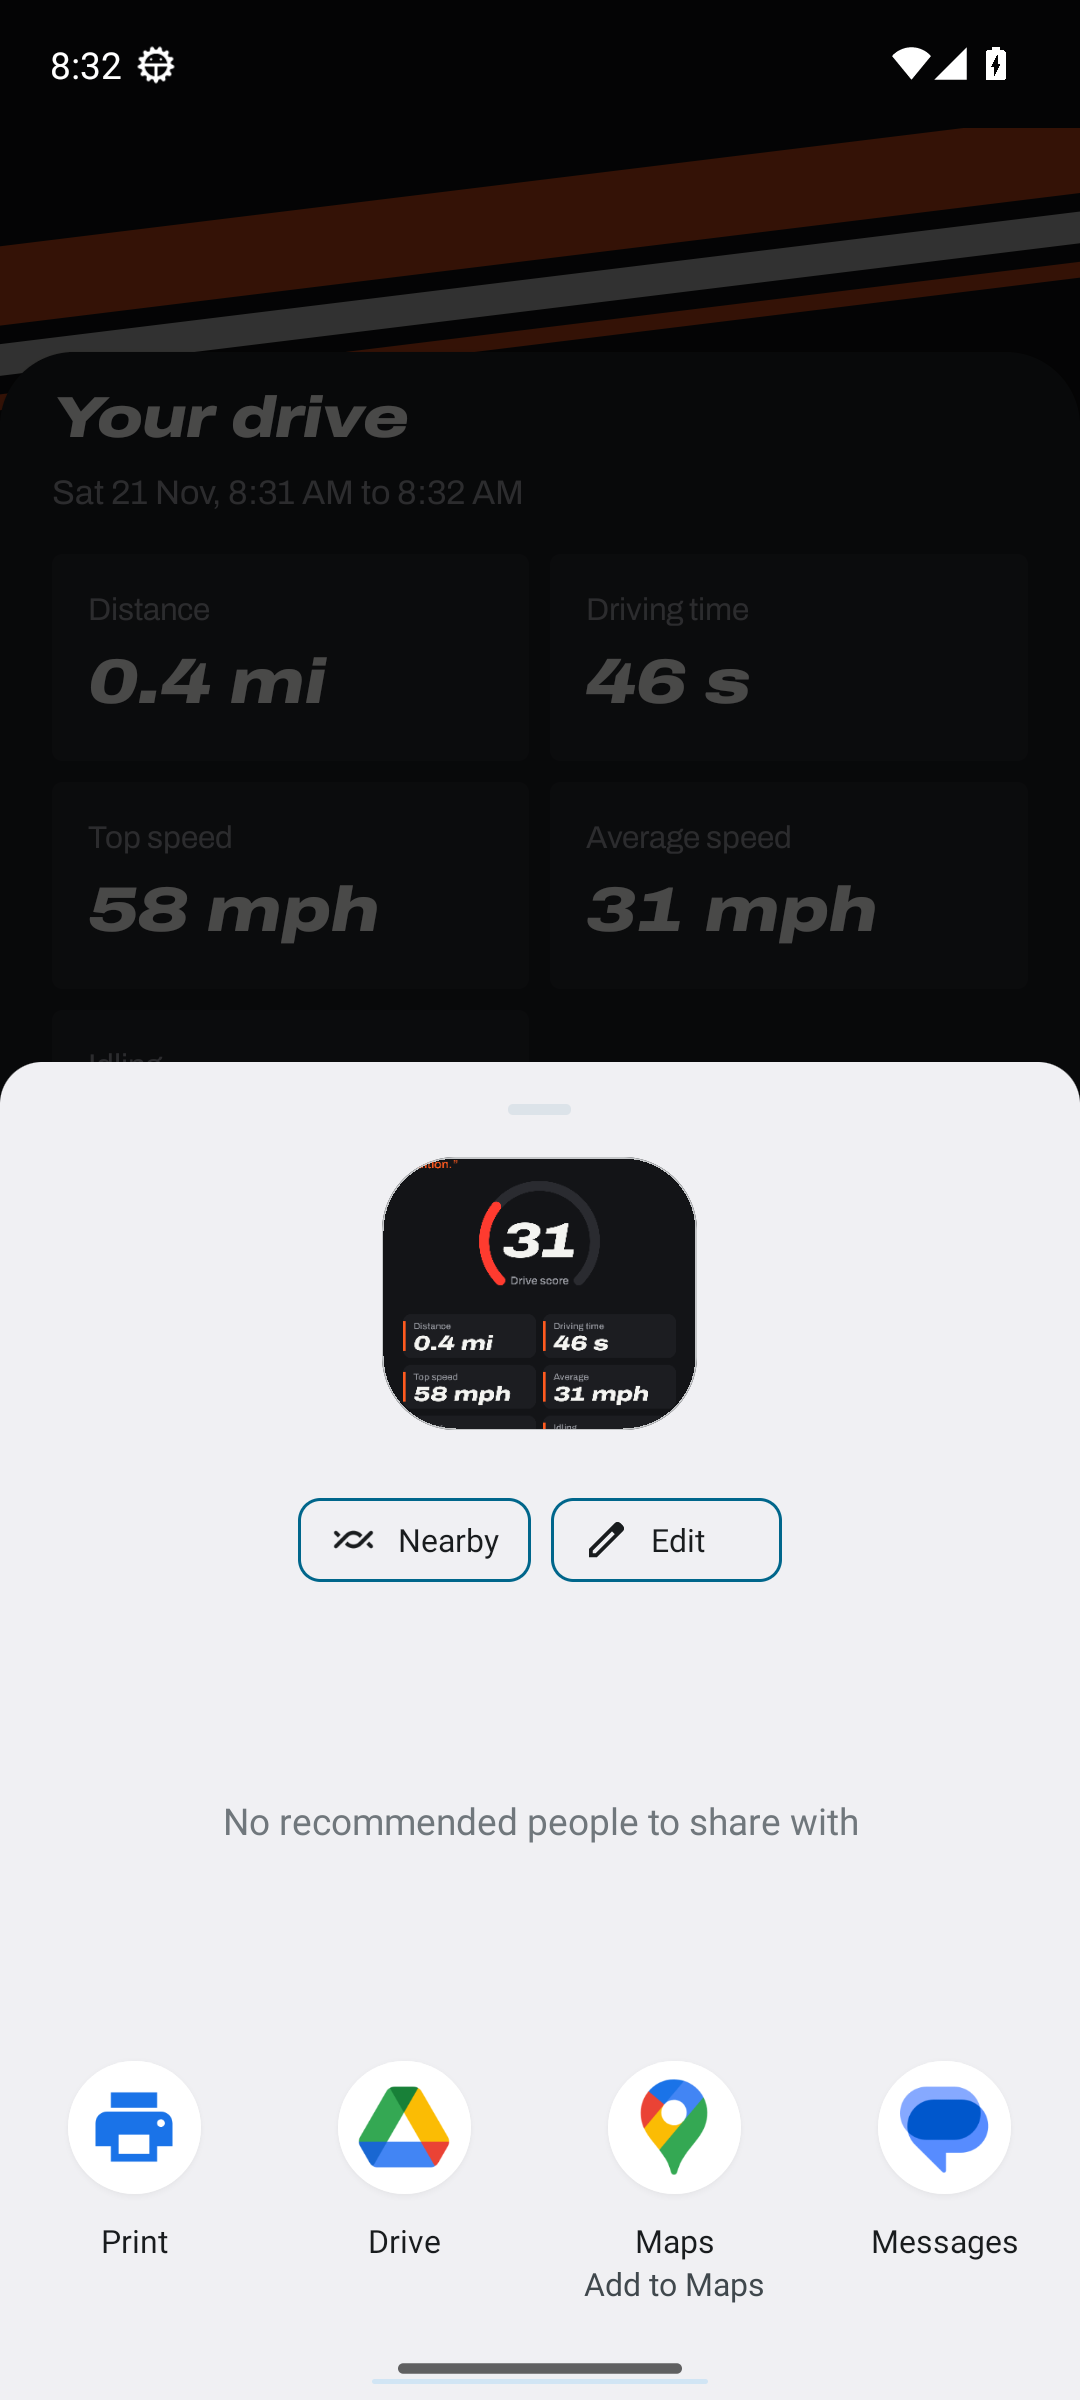 8:32
Your drive
Sat 21 Nov, 8:31 AM to 8:32 AM
Distance
0.4 mi
Driving time
46 s
Top speed
58 mph
Average speed
31 mph
Idling
31
Drive score
Distance
0.4 mi
Driving time
46 s
Top speed
58 mph
Average
31 mph
Idling
Nearby
Edit
No recommended people to share with
Print
Drive
Maps
Add to Maps
Messages